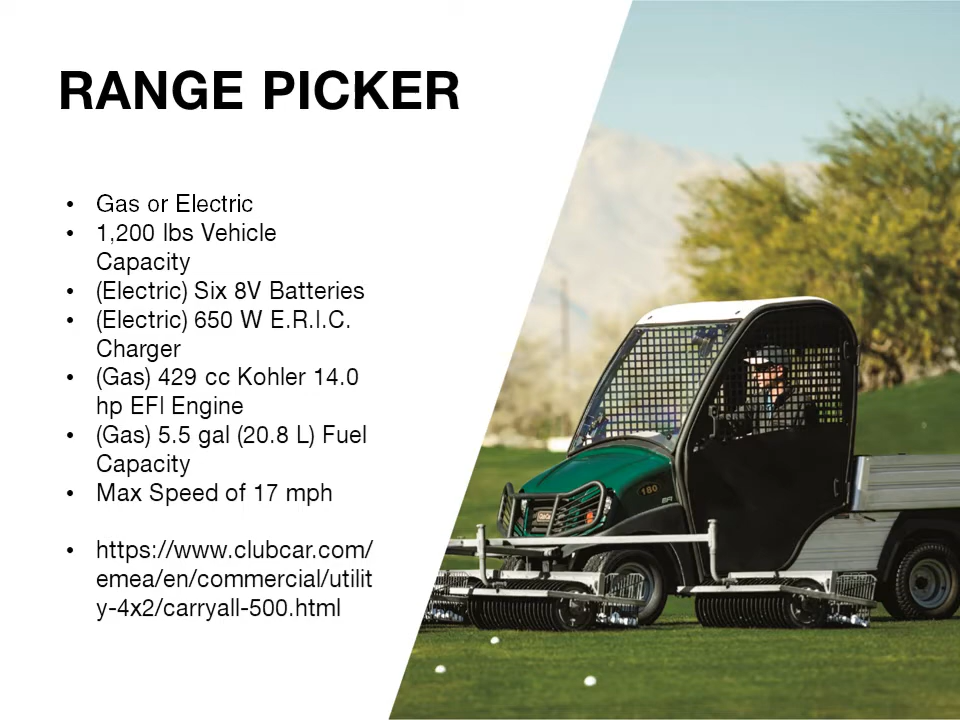 RANGE PICKER
• Gas or Electric
• 1,200 lbs Vehicle
Capacity
• (Electric) Six 8V Batteries
• (Electric) 650 W E.R.I.C.
Charger
• (Gas) 429 cc Kohler 14.0
hp EFI Engine
• (Gas) 5.5 gal (20.8 L) Fuel
Capacity
• Max Speed of 17 mph
• https://www.clubcar.com/
emea/en/commercial/utilit
y-4x2/carryall-500.html
180
EFI